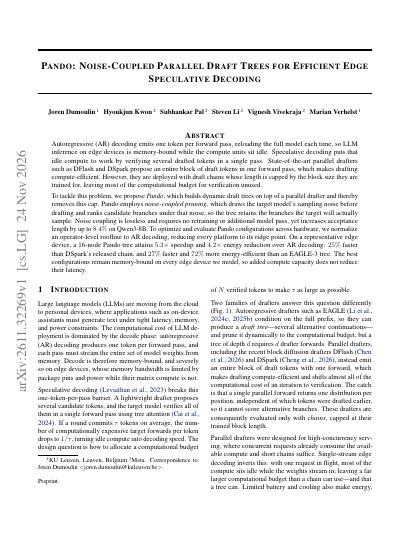 PANDO: NOISE-COUPLED PARALLEL DRAFT TREES FOR EFFICIENT EDGE
SPECULATIVE DECODING
Joren Dumoulin 1 Hyoukjun Kwon 2 Subhankar Pal 2 Steven Li 2 Vignesh Vivekraja 2 Marian Verhelst 1
ABSTRACT
Autoregressive (AR) decoding emits one token per forward pass, reloading the full model each time, so LLM
inference on edge devices is memory-bound while the compute units sit idle. Speculative decoding puts that
idle compute to work by verifying several drafted tokens in a single pass. State-of-the-art parallel drafters
such as DFlash and DSpark propose an entire block of draft tokens in one forward pass, which makes drafting
compute-efficient. However, they are deployed with draft chains whose length is capped by the block size they are
trained for, leaving most of the computational budget for verification unused.
To tackle this problem, we propose Pando, which builds dynamic draft trees on top of a parallel drafter and thereby
removes this cap. Pando employs noise-coupled pruning, which draws the target model's sampling noise before
drafting and ranks candidate branches under that noise, so the tree retains the branches the target will actually
sample. Noise coupling is lossless and requires no retraining or additional model pass, yet increases acceptance
length by up to 8.4% on Qwen3-8B. To optimize and evaluate Pando configurations across hardware, we normalize
an operator-level roofline to AR decoding, reducing every platform to its ridge point. On a representative edge
device, a 16-node Pando tree attains 5.3× speedup and 4.2× energy reduction over AR decoding: 25% faster
than DSpark's released chain, and 27% faster and 72% more energy-efficient than an EAGLE-3 tree. The best
configurations remain memory-bound on every edge device we model, so added compute capacity does not reduce
their latency.
1 INTRODUCTION
Large language models (LLMs) are moving from the cloud
to personal devices, where applications such as on-device
assistants must generate text under tight latency, memory,
and power constraints. The computational cost of LLM de-
ployment is dominated by the decode phase: autoregressive
(AR) decoding produces one token per forward pass, and
each pass must stream the entire set of model weights from
memory. Decode is therefore memory-bound, and severely
so on edge devices, whose memory bandwidth is limited by
package pins and power while their matrix compute is not.
Speculative decoding (Leviathan et al., 2023) breaks this
one-token-per-pass barrier. A lightweight drafter proposes
several candidate tokens, and the target model verifies all
of them in a single forward pass using tree attention (Cai et al.,
2024). If a round commits τ tokens on average, the num-
ber of computationally expensive target forwards per token
drops to 1/τ, turning idle compute into decoding speed. The
design question is how to allocate a computational budget
1KU Leuven, Leuven, Belgium 2Meta. Correspondence to:
Joren Dumoulin <joren.dumoulin@kuleuven.be>.
Preprint.
of N verified tokens to make τ as large as possible.
Two families of drafters answer this question differently
(Fig. 1). Autoregressive drafters such as EAGLE (Li et al.,
2024c; 2025b) condition on the full prefix, so they can
produce a draft tree—several alternative continuations—
and prune it dynamically to the computational budget, but a
tree of depth d requires d drafter forwards. Parallel drafters,
including the recent block diffusion drafters DFlash (Chen
et al., 2026) and DSpark (Cheng et al., 2026), instead emit
an entire block of draft tokens with one forward, which
makes drafting compute-efficient and shifts almost all of the
computational cost of an iteration to verification. The catch
is that a single parallel forward returns one distribution per
position, independent of which tokens were drafted earlier,
so it cannot score alternative branches. These drafters are
consequently evaluated only with chains, capped at their
trained block length.
Parallel drafters were designed for high-concurrency serv-
ing, where concurrent requests already consume the avail-
able compute and short chains suffice. Single-stream edge
decoding inverts this: with one request in flight, most of the
compute sits idle while the weights stream in, leaving a far
larger computational budget than a chain can use—and that
a tree can. Limited battery and cooling also make energy,
arXiv:2611.32269v1 [cs.LG] 24 Nov 2026